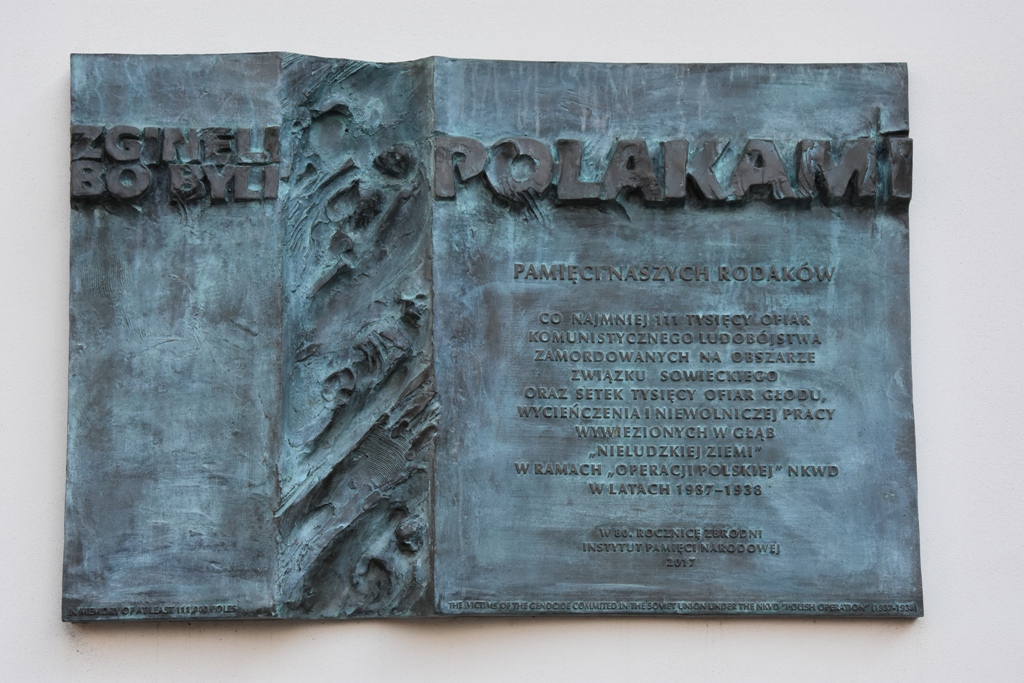 ZGINĘLI
BO BYLI
POLAKAMI
PAMIĘCI NASZYCH RODAKÓW
CO NAJMNIEJ 111 TYSIĘCY OFIAR
KOMUNISTYCZNEGO LUDOBÓJSTWA
ZAMORDOWANYCH NA OBSZARZE
ZWIĄZKU SOWIECKIEGO
ORAZ SETEK TYSIĘCY OFIAR GŁODU,
WYCIEŃCZENIA I NIEWOLNICZEJ PRACY
WYWIEZIONYCH W GŁĄB
„NIELUDZKIEJ ZIEMI”
W RAMACH „OPERACJI POLSKIEJ” NKWD
W LATACH 1937–1938
W 80. ROCZNICĘ ZBRODNI
INSTYTUT PAMIĘCI NARODOWEJ
2017
IN MEMORY OF AT LEAST 111,000 POLES
THE VICTIMS OF THE GENOCIDE COMMITED IN THE SOVIET UNION UNDER THE NKVD "POLISH OPERATION" (1937-1938)